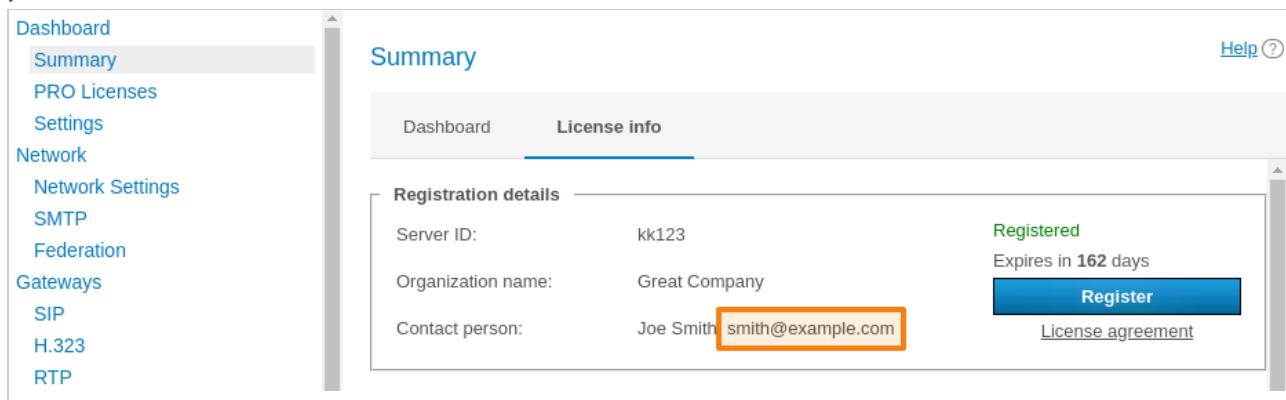 Dashboard
Summary
PRO Licenses
Settings
Network
Network Settings
SMTP
Federation
Gateways
SIP
H.323
RTP
Summary
Help ?
Dashboard License info
Registration details
Server ID: kk123
Organization name: Great Company
Contact person: Joe Smith smith@example.com
Registered
Expires in 162 days
Register
License agreement